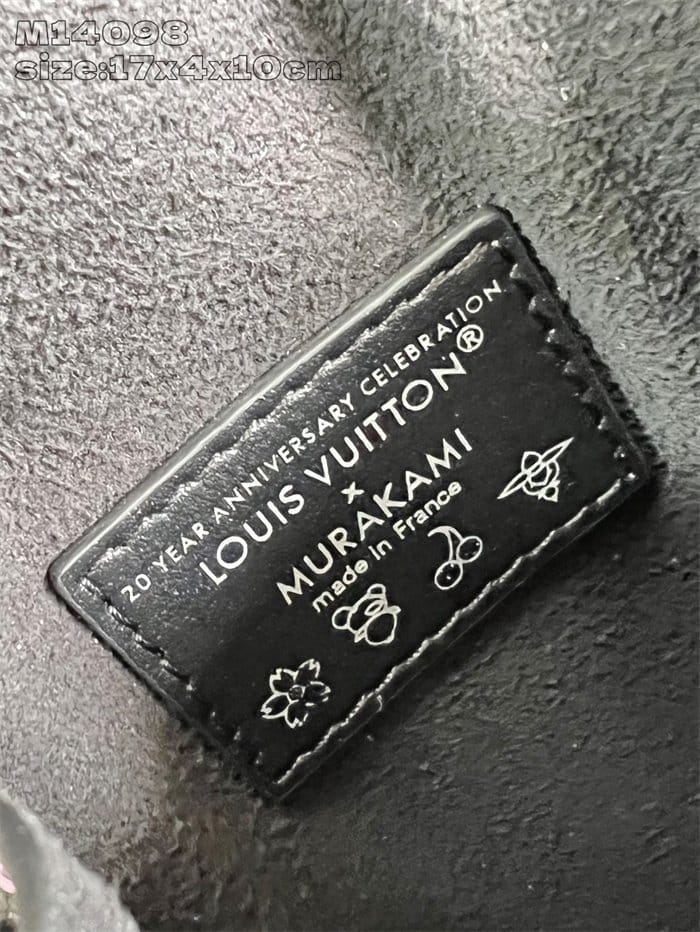 M14098
size:17x4x10cm
20 YEAR ANNIVERSARY CELEBRATION
LOUIS VUITTON®
x
MURAKAMI
made in France